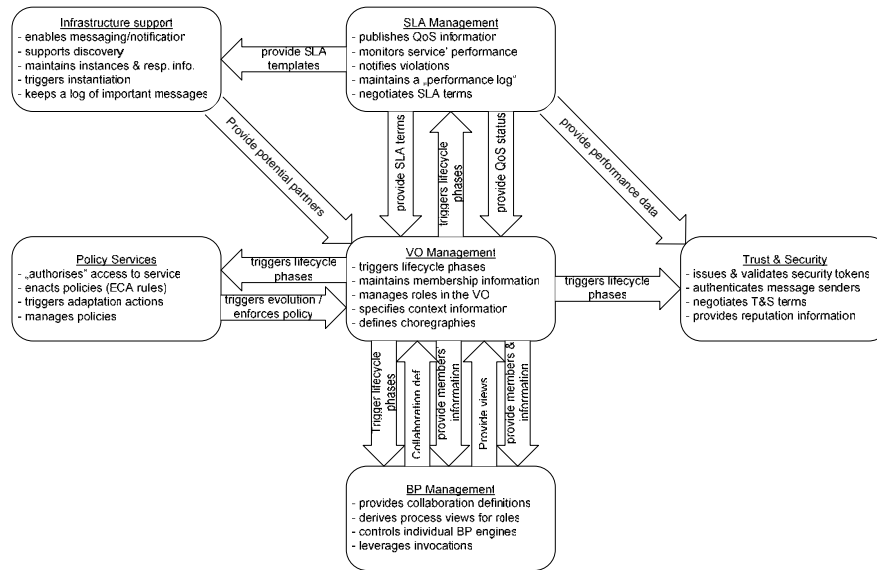 Infrastructure support
- enables messaging/notification
- supports discovery
- maintains instances & resp. info.
- triggers instantiation
- keeps a log of important messages
provide SLA
templates
SLA Management
- publishes QoS information
- monitors service' performance
- notifies violations
- maintains a „performance log"
- negotiates SLA terms
Provide potential partners
provide SLA terms
triggers lifecycle
phases
provide QoS status
provide performance data
Policy Services
- „authorises" access to service
- enacts policies (ECA rules)
- triggers adaptation actions
- manages policies
triggers lifecycle
phases
triggers evolution /
enforces policy
VO Management
- triggers lifecycle phases
- maintains membership information
- manages roles in the VO
- specifies context information
- defines choregraphies
triggers lifecycle
phases
Trust & Security
- issues & validates security tokens
- authenticates message senders
- negotiates T&S terms
- provides reputation information
Trigger lifecycle
phases
Collaboration def.
provide members'
information
Provide views
provide members &
information
BP Management
- provides collaboration definitions
- derives process views for roles
- controls individual BP engines
- leverages invocations